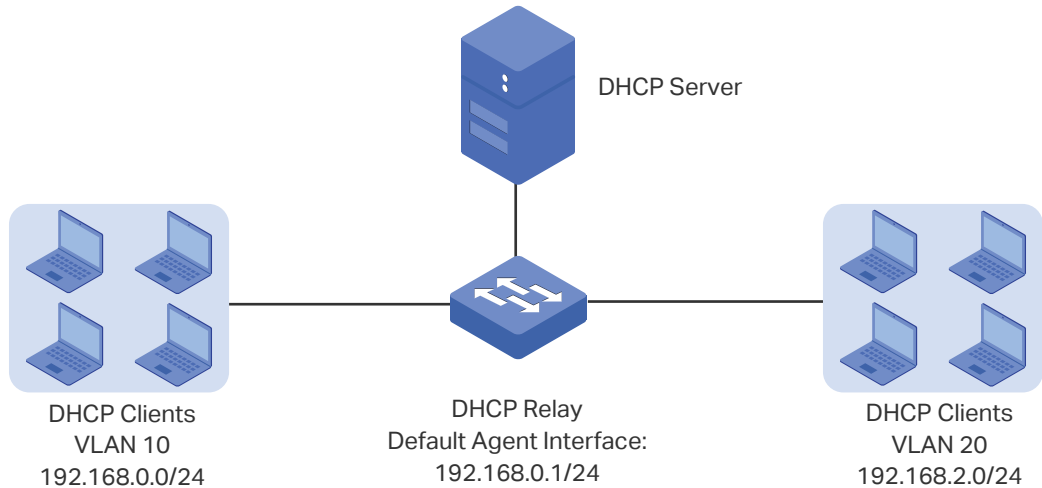 DHCP Server
DHCP Clients
VLAN 10
192.168.0.0/24
DHCP Relay
Default Agent Interface:
192.168.0.1/24
DHCP Clients
VLAN 20
192.168.2.0/24